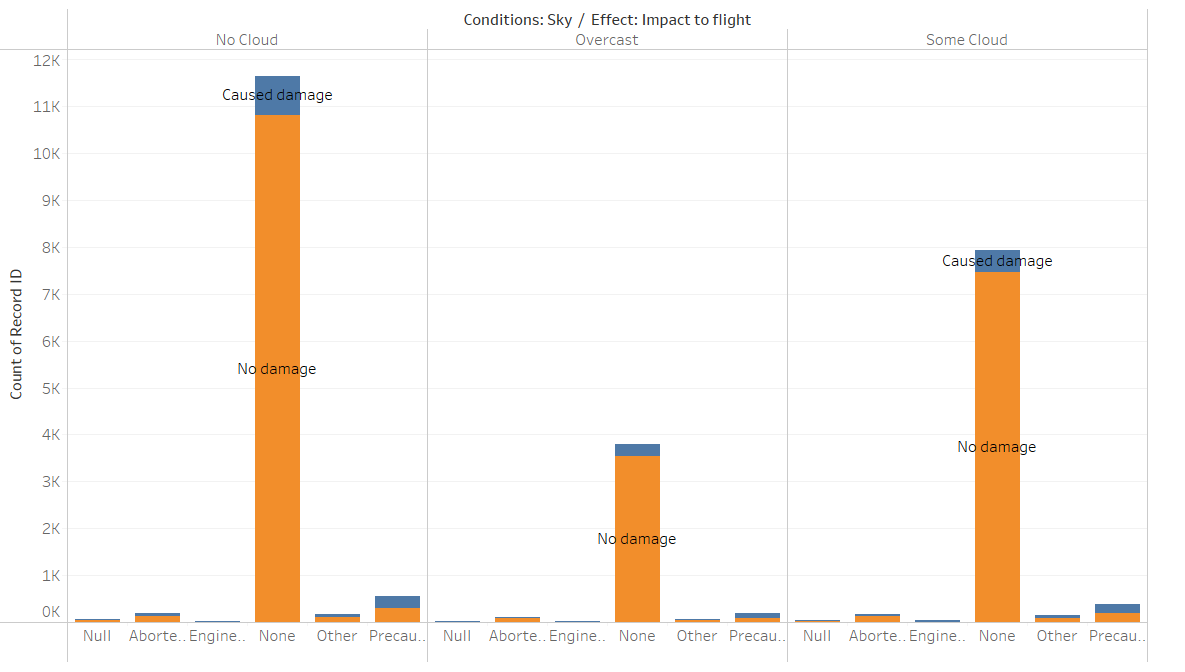 Conditions: Sky / Effect: Impact to flight
No Cloud Overcast Some Cloud
12K
11K
10K
9K
8K
7K
6K
5K
4K
3K
2K
1K
0K
Count of Record ID
Caused damage
No damage
No damage
Caused damage
No damage
Null Aborte.. Engine.. None Other Precau.. Null Aborte.. Engine.. None Other Precau.. Null Aborte.. Engine.. None Other Precau..